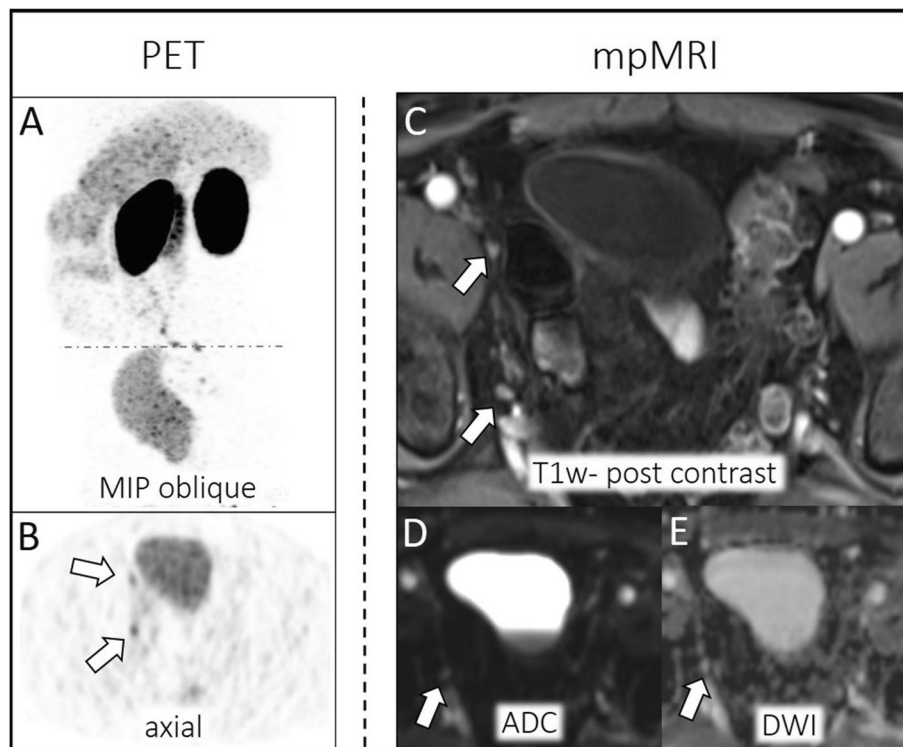 PET
mpMRI
A
MIP oblique
B
axial
C
T1w- post contrast
D
ADC
E
DWI